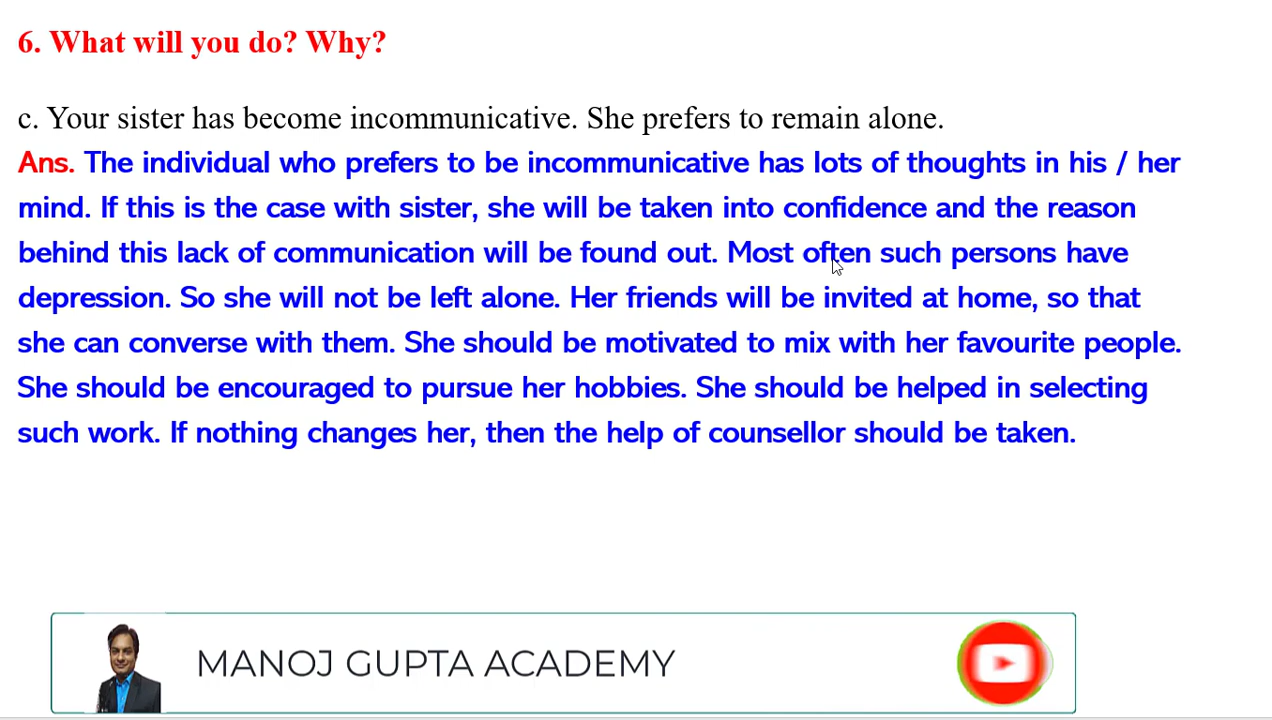 6. What will you do? Why?
c. Your sister has become incommunicative. She prefers to remain alone.
Ans. The individual who prefers to be incommunicative has lots of thoughts in his / her
mind. If this is the case with sister, she will be taken into confidence and the reason
behind this lack of communication will be found out. Most often such persons have
depression. So she will not be left alone. Her friends will be invited at home, so that
she can converse with them. She should be motivated to mix with her favourite people.
She should be encouraged to pursue her hobbies. She should be helped in selecting
such work. If nothing changes her, then the help of counsellor should be taken.
MANOJ GUPTA ACADEMY